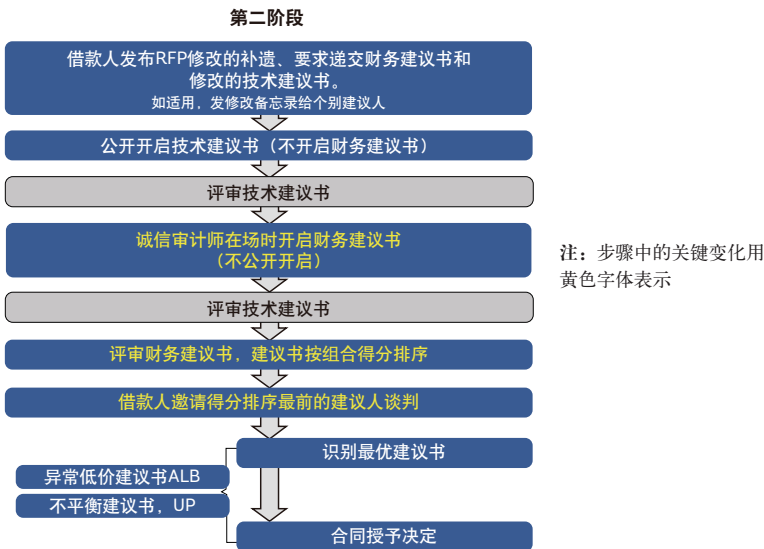 第二阶段
借款人发布RFP修改的补遗、要求递交财务建议书和
修改的技术建议书。
如适用，发修改备忘录给个别建议人
公开开启技术建议书（不开启财务建议书）
评审技术建议书
诚信审计师在场时开启财务建议书
（不公开开启）
注：步骤中的关键变化用
黄色字体表示
评审技术建议书
评审财务建议书，建议书按组合得分排序
借款人邀请得分排序最前的建议人谈判
识别最优建议书
异常低价建议书ALB
不平衡建议书，UP
合同授予决定